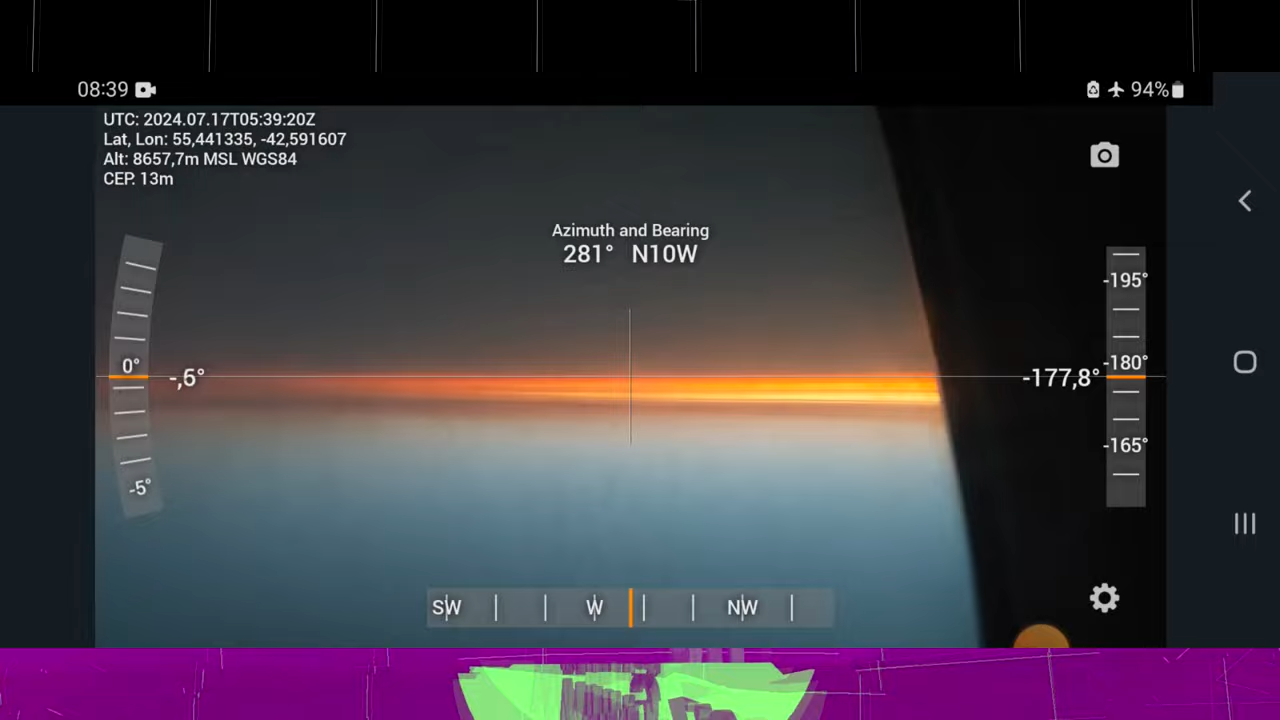 08:39
94%
UTC: 2024.07.17T05:39:20Z
Lat, Lon: 55,441335, -42,591607
Alt: 8657,7m MSL WGS84
CEP: 13m
Azimuth and Bearing
281° N10W
-195°
0°
-,6°
-177,8°
-180°
-165°
-5°
SW W NW